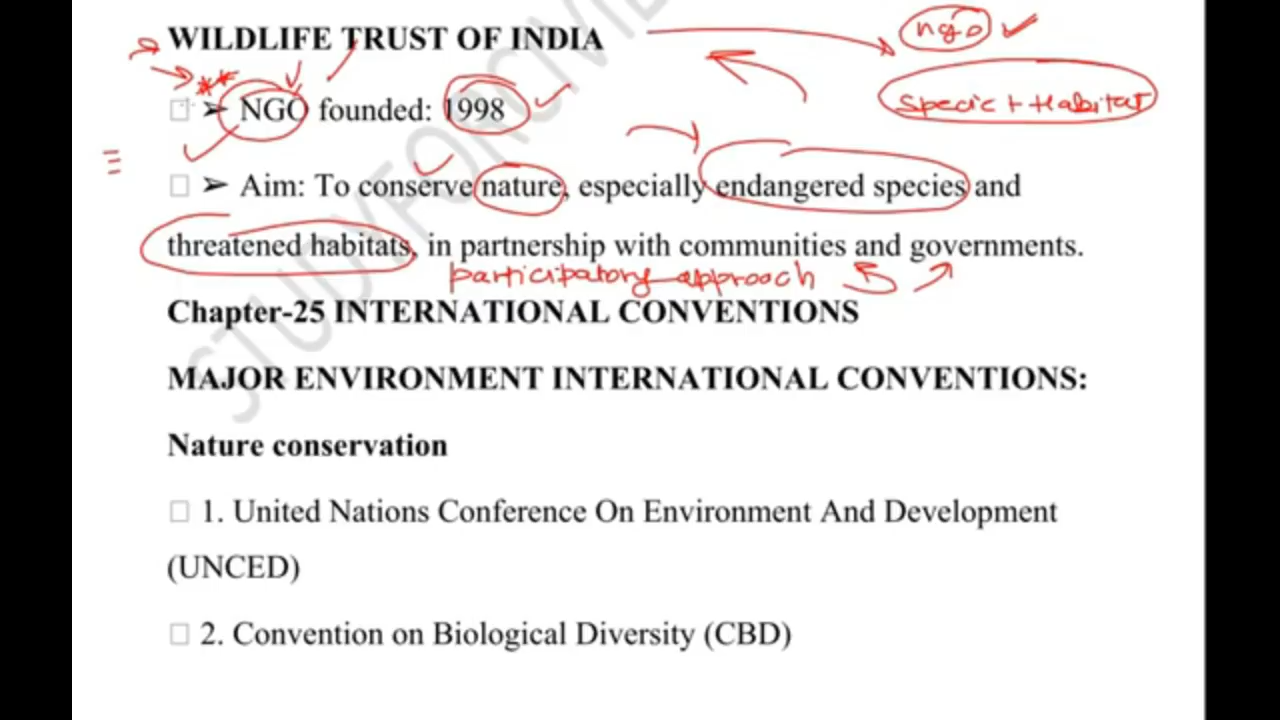 WILDLIFE TRUST OF INDIA
ngo
➢ NGO founded: 1998
Specie + Habitat
➢ Aim: To conserve nature, especially endangered species and
threatened habitats, in partnership with communities and governments.
participatory approach
Chapter-25 INTERNATIONAL CONVENTIONS
MAJOR ENVIRONMENT INTERNATIONAL CONVENTIONS:
Nature conservation
1. United Nations Conference On Environment And Development
(UNCED)
2. Convention on Biological Diversity (CBD)